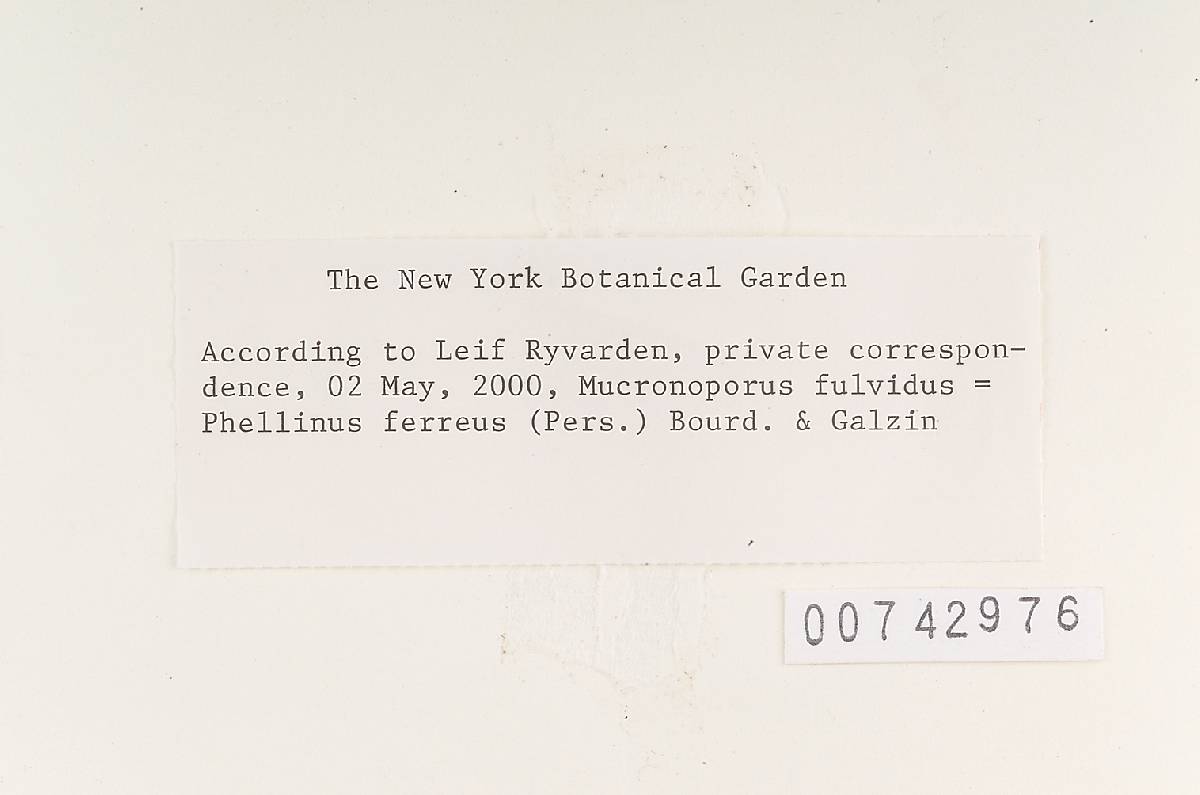 The New York Botanical Garden
According to Leif Ryvarden, private correspon-
dence, 02 May, 2000, Mucronoporus fulvidus =
Phellinus ferreus (Pers.) Bourd. & Galzin
00742976